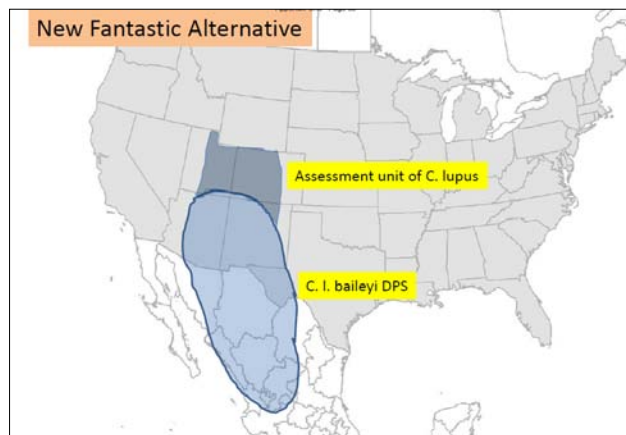 New Fantastic Alternative
Assessment unit of C. lupus
C. l. baileyi DPS